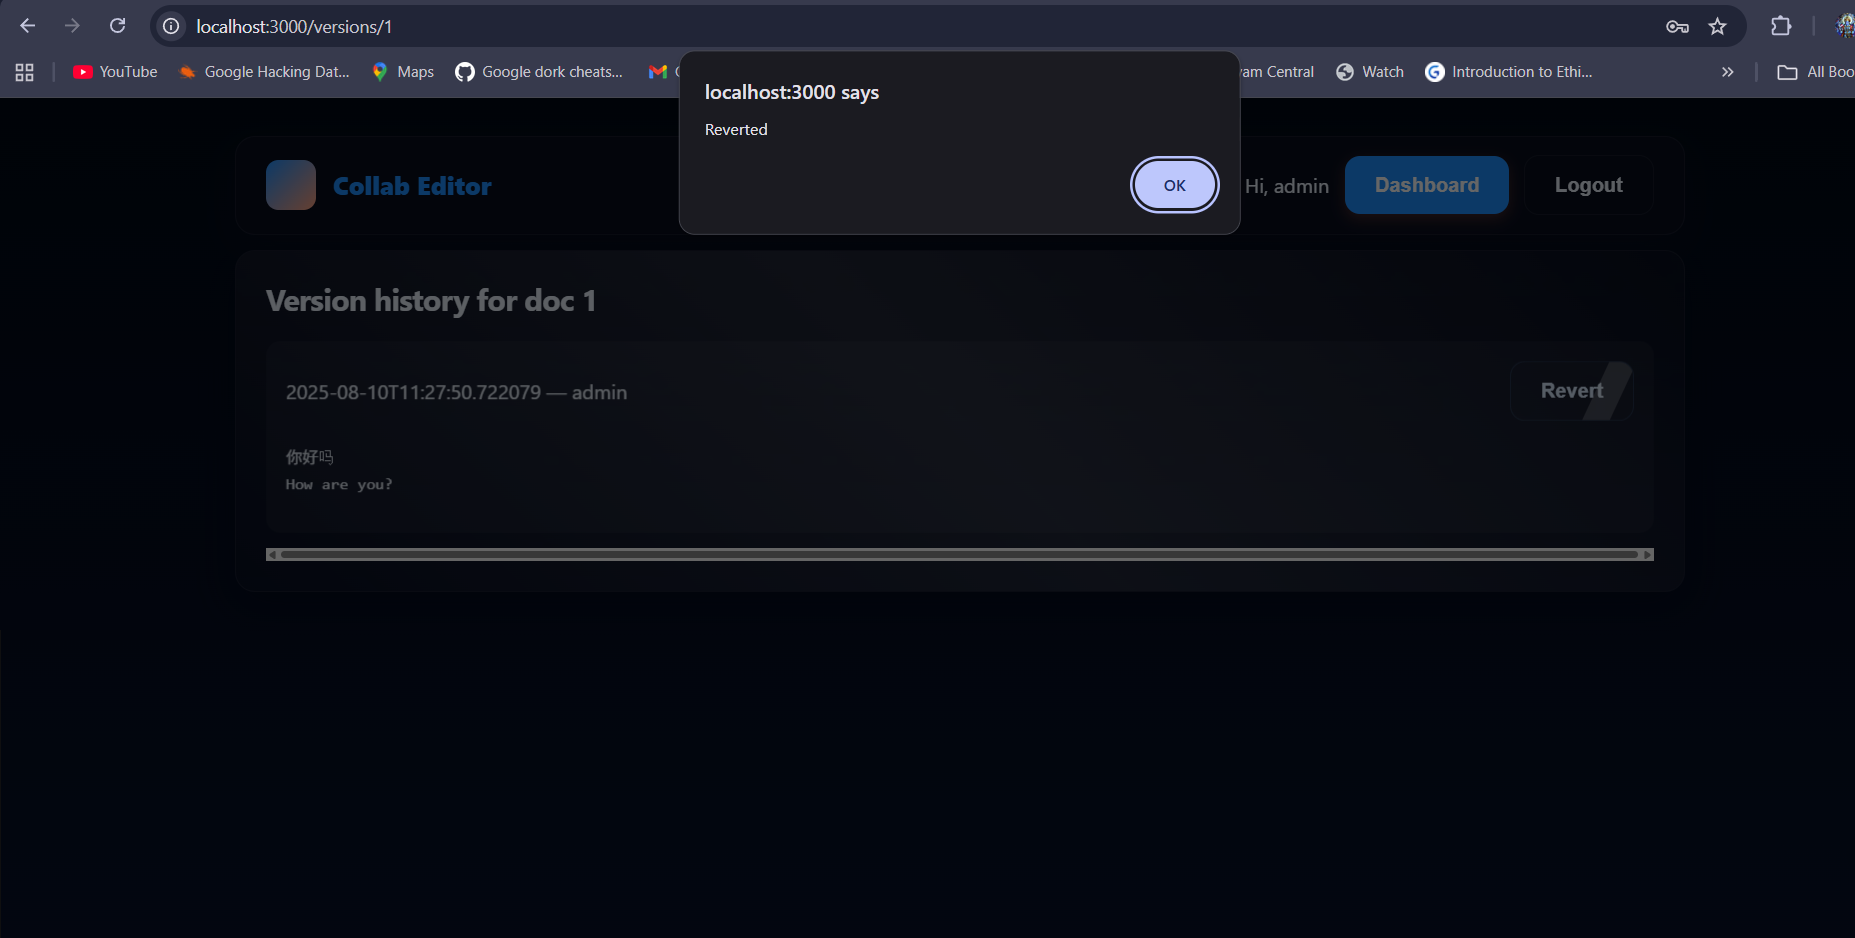 localhost:3000/versions/1
YouTube
Google Hacking Dat...
Maps
Google dork cheats...
Central
Watch
Introduction to Ethi...
All Boo
localhost:3000 says
Reverted
OK
Collab Editor
Hi, admin
Dashboard
Logout
Version history for doc 1
2025-08-10T11:27:50.722079 — admin
Revert
你好吗
How are you?